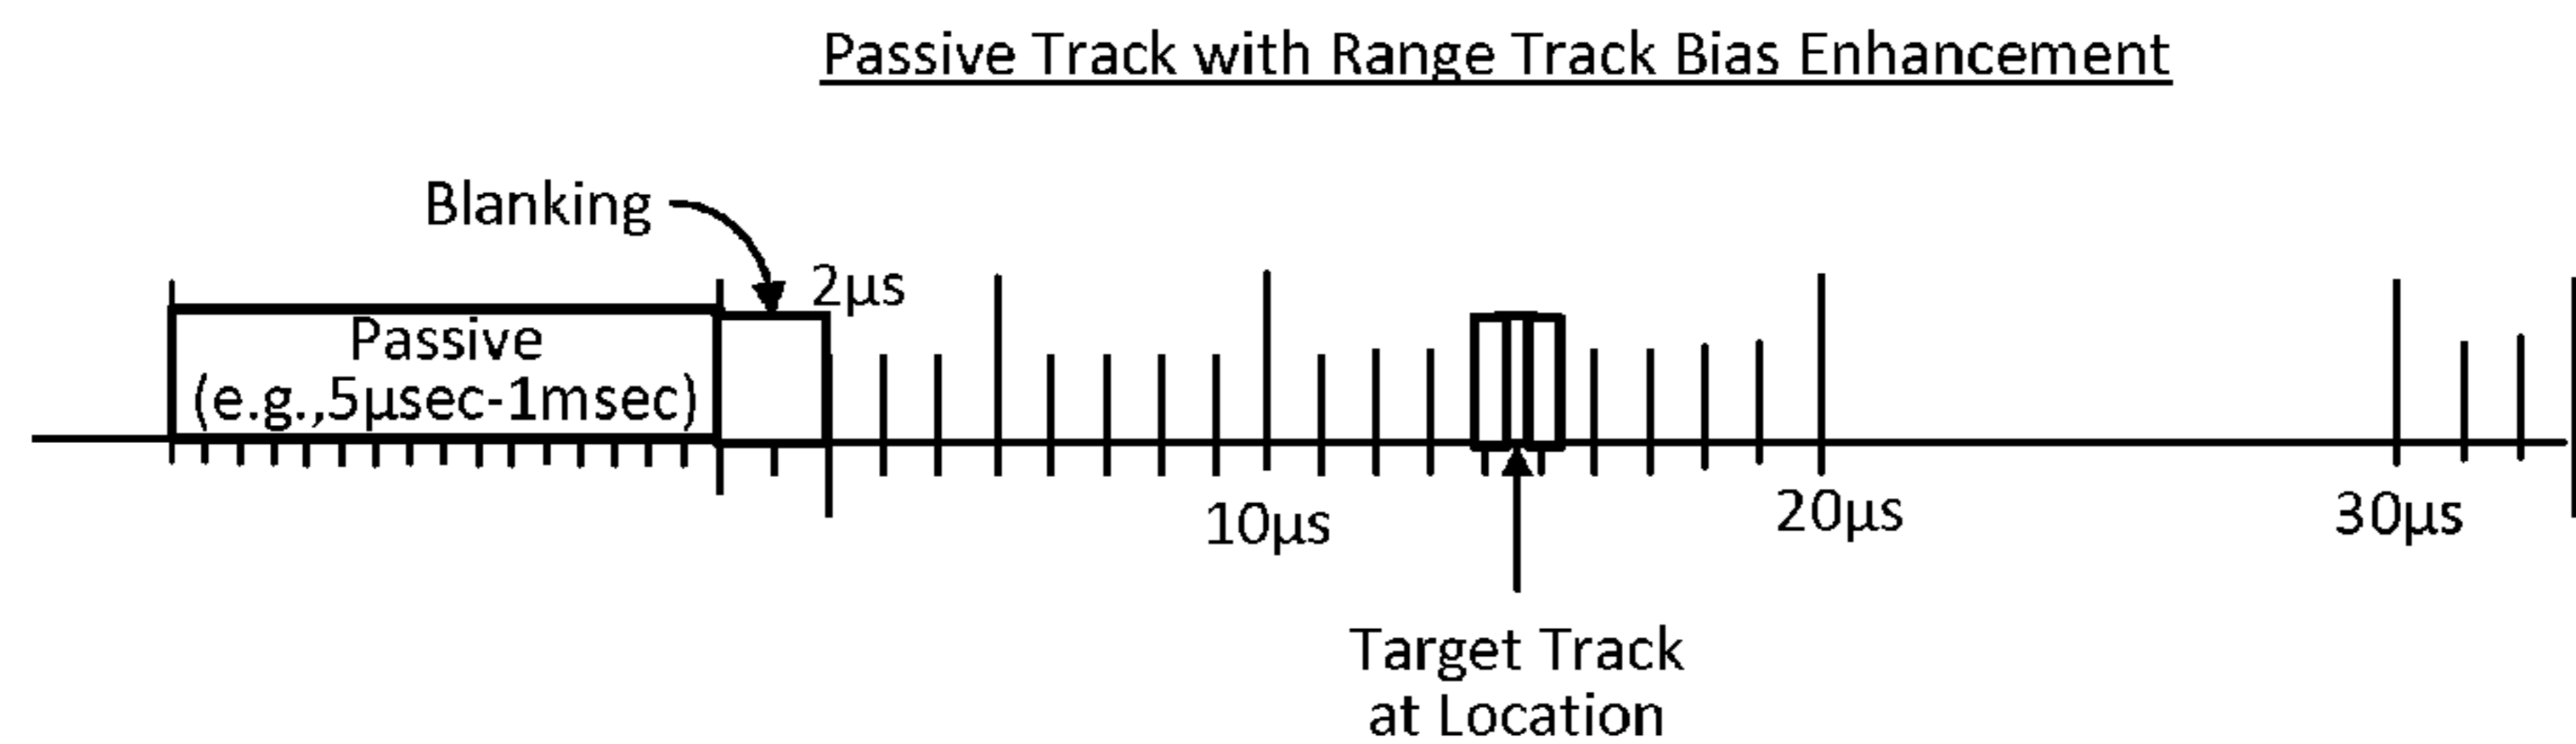 Passive Track with Range Track Bias Enhancement
Blanking
2µs
Passive
(e.g.,5µsec-1msec)
10µs
20µs
30µs
Target Track
at Location